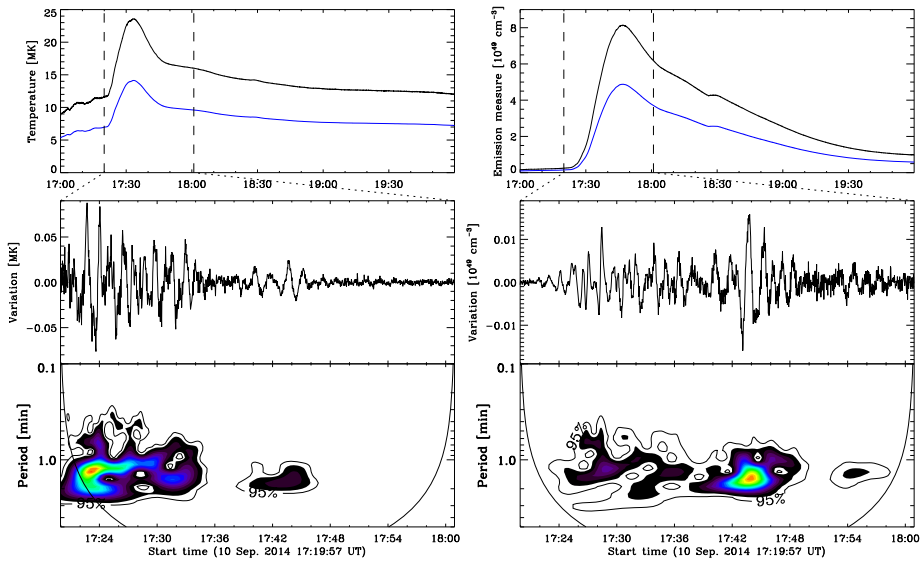 Temperature [MK]
25
20
15
10
5
0
17:00 17:30 18:00 18:30 19:00 19:30
Emission measure [10⁴⁹ cm⁻³]
8
6
4
2
0
17:00 17:30 18:00 18:30 19:00 19:30
Variation [MK]
0.05
0.00
−0.05
Variation [10⁴⁹ cm⁻³]
0.01
0.00
−0.01
Period [min]
0.1
1.0
95%
95%
17:24 17:30 17:36 17:42 17:48 17:54 18:00
Start time (10 Sep. 2014 17:19:57 UT)
Period [min]
0.1
1.0
95%
95%
17:24 17:30 17:36 17:42 17:48 17:54 18:00
Start time (10 Sep. 2014 17:19:57 UT)